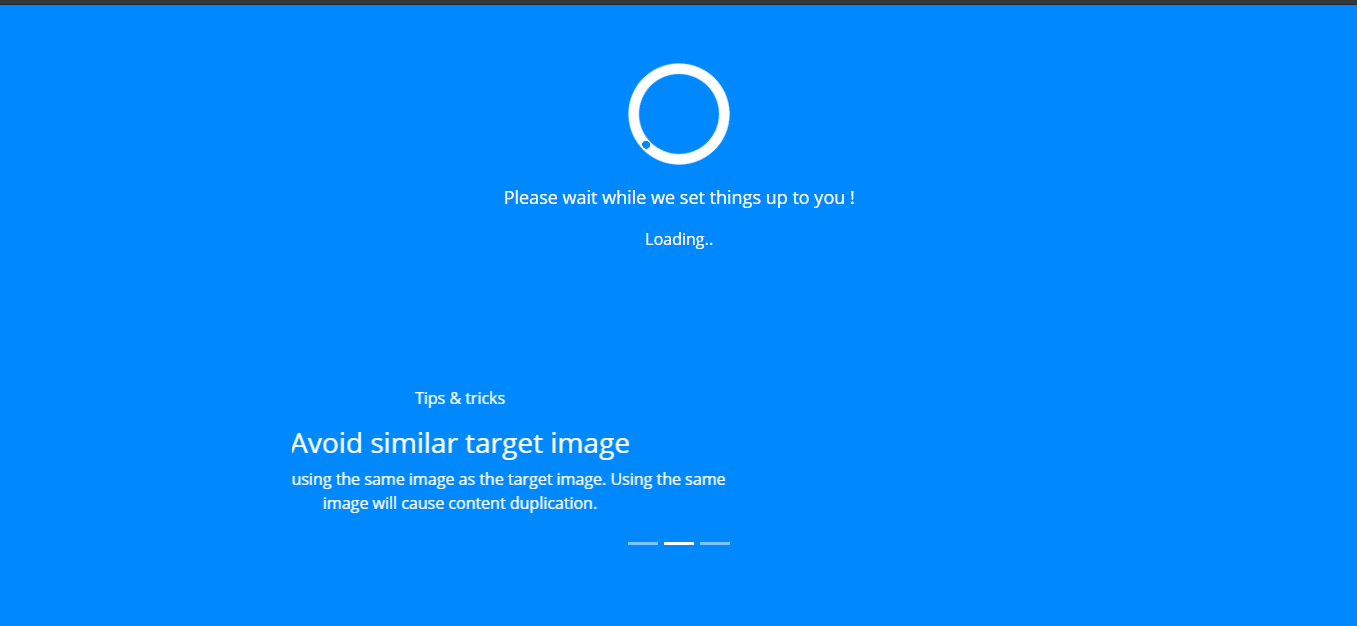 Please wait while we set things up to you !
Loading..
Tips & tricks
Avoid similar target image
using the same image as the target image. Using the same
image will cause content duplication.